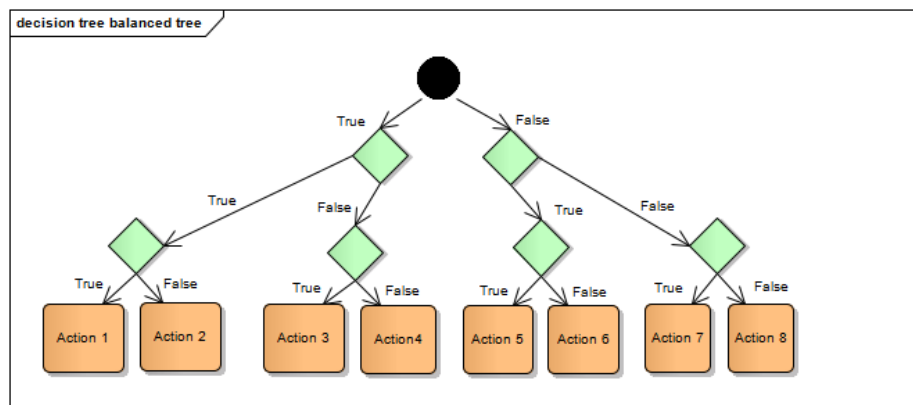 decision tree balanced tree
True
False
True
False
True
False
True
False
True
False
True
False
True
False
Action 1
Action 2
Action 3
Action4
Action 5
Action 6
Action 7
Action 8